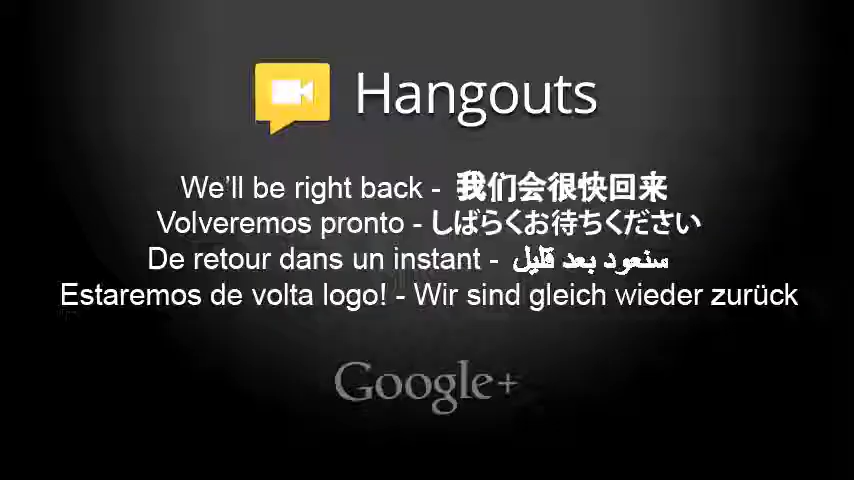 Hangouts
We'll be right back - 我们会很快回来
Volveremos pronto - しばらくお待ちください
De retour dans un instant - سنعود بعد قليل
Estaremos de volta logo! - Wir sind gleich wieder zurück
Google+